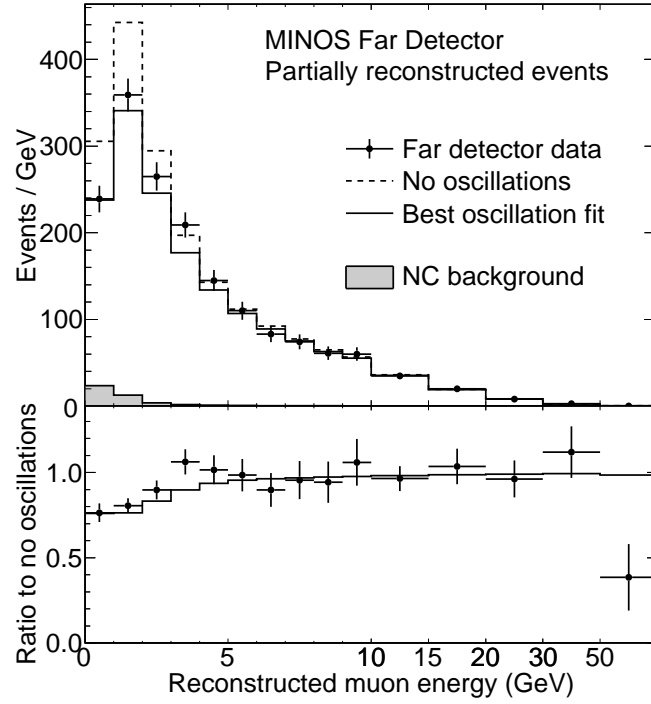 MINOS Far Detector
Partially reconstructed events
Far detector data
No oscillations
Best oscillation fit
NC background
Events / GeV
400
300
200
100
0
Ratio to no oscillations
1.0
0.5
0.0
0 5 10 15 20 30 50
Reconstructed muon energy (GeV)